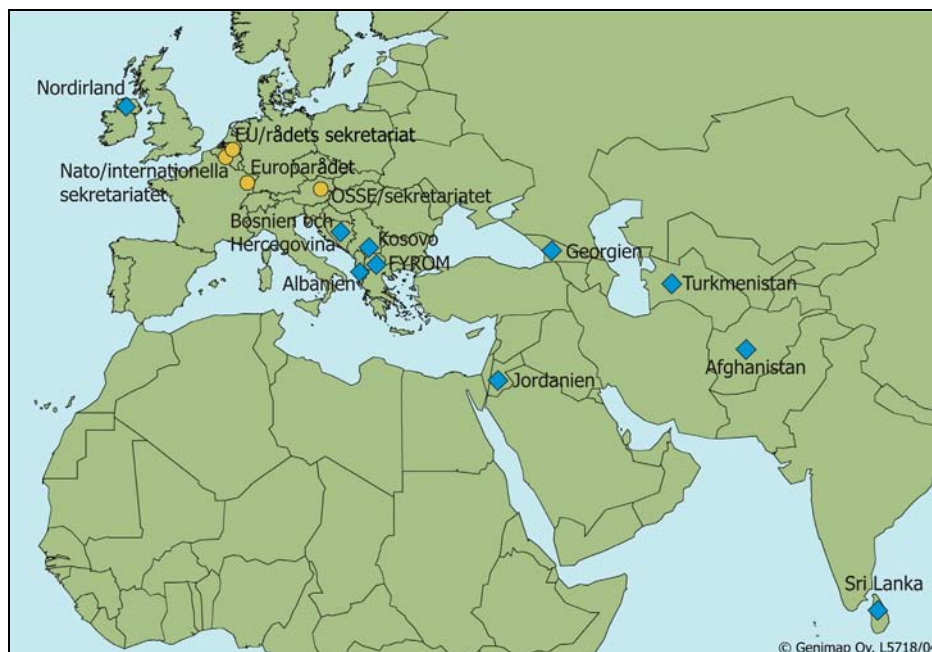 Nordirland
EU/rådets sekretariat
Nato/internationella
sekretariatet
Europarådet
OSSE/sekretariatet
Bosnien och
Hercegovina
Kosovo
FYROM
Albanien
Georgien
Turkmenistan
Afghanistan
Jordanien
Sri Lanka
© Genimap Oy, L5718/0